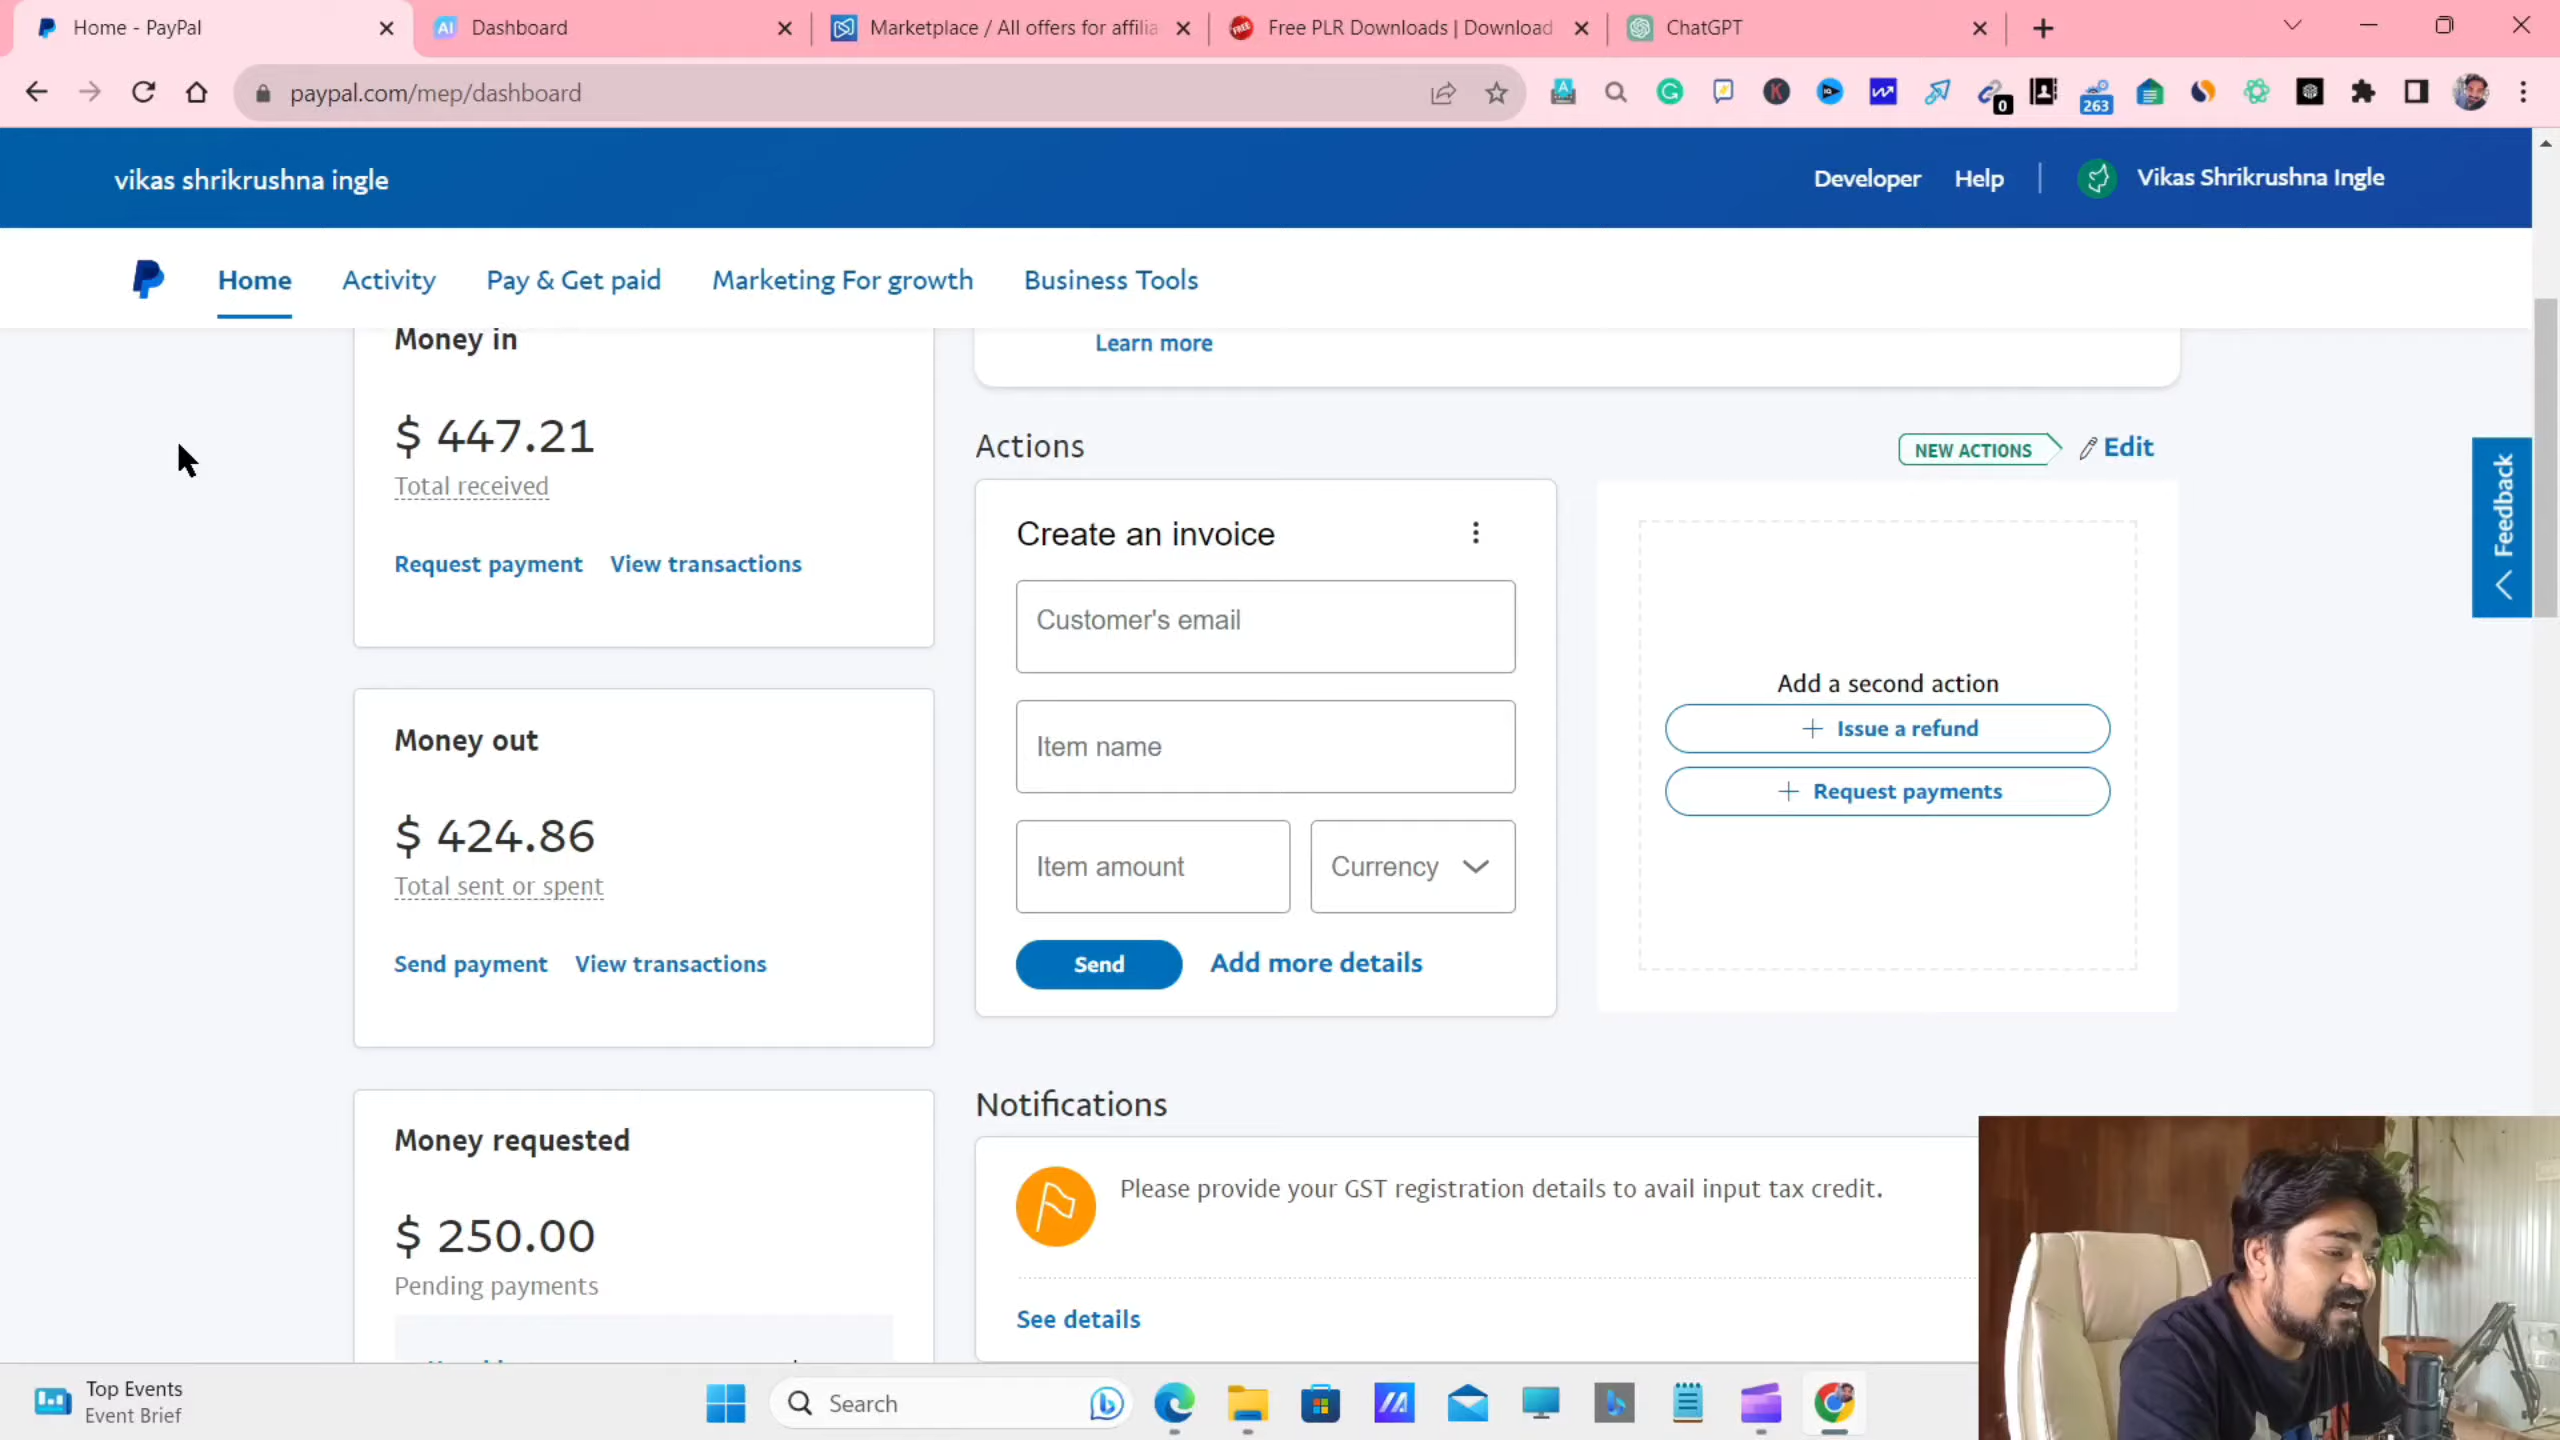 Home - PayPal
Dashboard
Marketplace / All offers for affilia
Free PLR Downloads | Download
ChatGPT
paypal.com/mep/dashboard
0
263
vikas shrikrushna ingle
Developer
Help
Vikas Shrikrushna Ingle
Home
Activity
Pay & Get paid
Marketing For growth
Business Tools
Money in
$ 447.21
Total received
Request payment
View transactions
Money out
$ 424.86
Total sent or spent
Send payment
View transactions
Money requested
$ 250.00
Pending payments
Learn more
Actions
NEW ACTIONS
Edit
Create an invoice
Customer's email
Item name
Item amount
Currency
Send
Add more details
Add a second action
+ Issue a refund
+ Request payments
Feedback
Notifications
Please provide your GST registration details to avail input tax credit.
See details
Top Events
Event Brief
Search